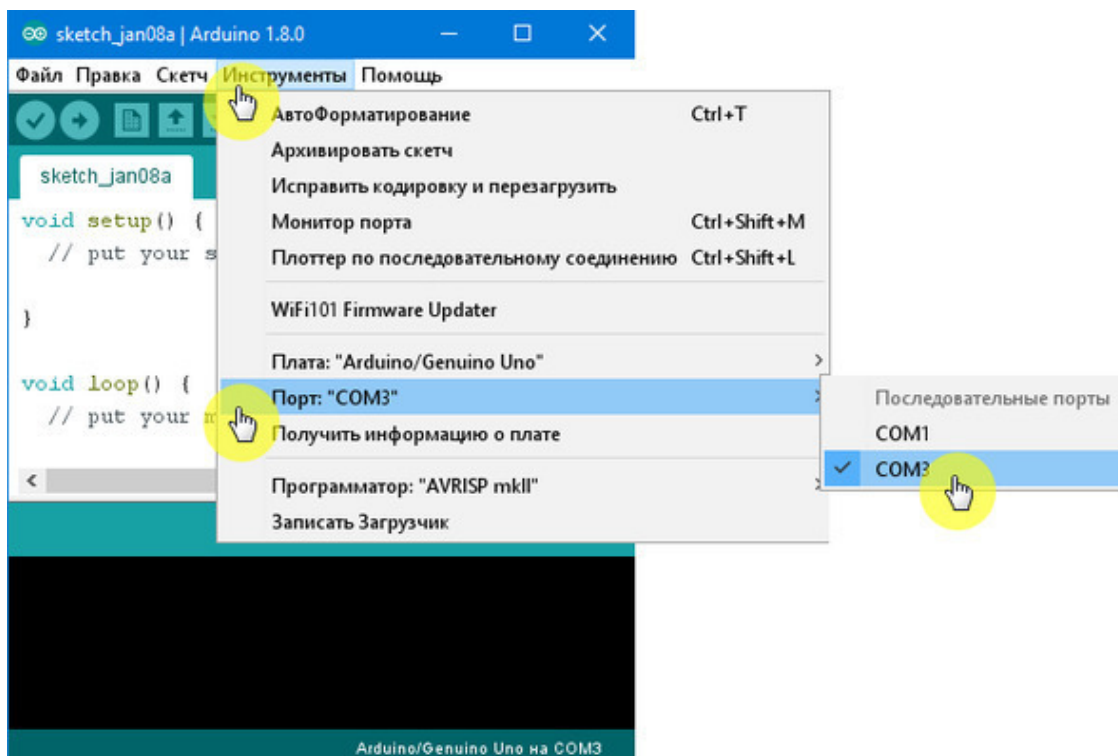 sketch_jan08a | Arduino 1.8.0
Файл Правка Скетч Инструменты Помощь
АвтоФорматирование Ctrl+T
Архивировать скетч
sketch_jan08a
Исправить кодировку и перезагрузить
void setup() {
Монитор порта Ctrl+Shift+M
// put your s
Плоттер по последовательному соединению Ctrl+Shift+L
}
WiFi101 Firmware Updater
Плата: "Arduino/Genuino Uno"
void loop() {
Порт: "COM3"
// put your m
Получить информацию о плате
Последовательные порты
COM1
COM3
Программатор: "AVRISP mkII"
Записать Загрузчик
Arduino/Genuino Uno на COM3